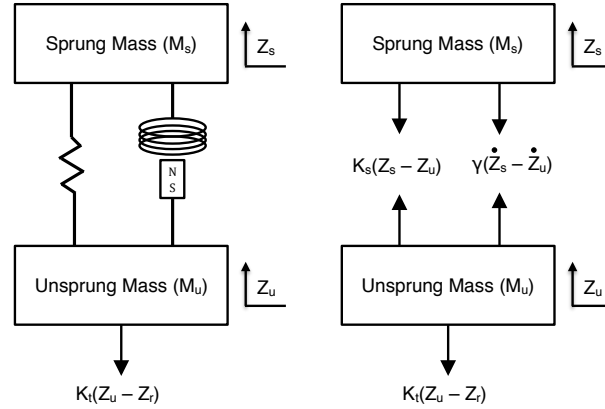 Sprung Mass (Mₛ)
Zₛ
N
S
Unsprung Mass (Mᵤ)
Zᵤ
Kₜ(Zᵤ – Zᵣ)
Sprung Mass (Mₛ)
Zₛ
Kₛ(Zₛ – Zᵤ)
γ(Żₛ – Żᵤ)
Unsprung Mass (Mᵤ)
Zᵤ
Kₜ(Zᵤ – Zᵣ)